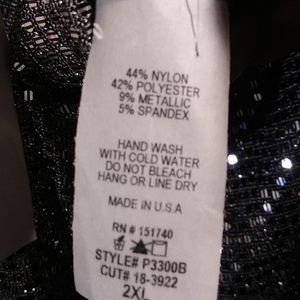 44% NYLON
42% POLYESTER
9% METALLIC
5% SPANDEX
HAND WASH
WITH COLD WATER
DO NOT BLEACH
HANG OR LINE DRY
MADE IN U.S.A
RN # 151740
STYLE# P3300B
CUT# 18-3922
2XL